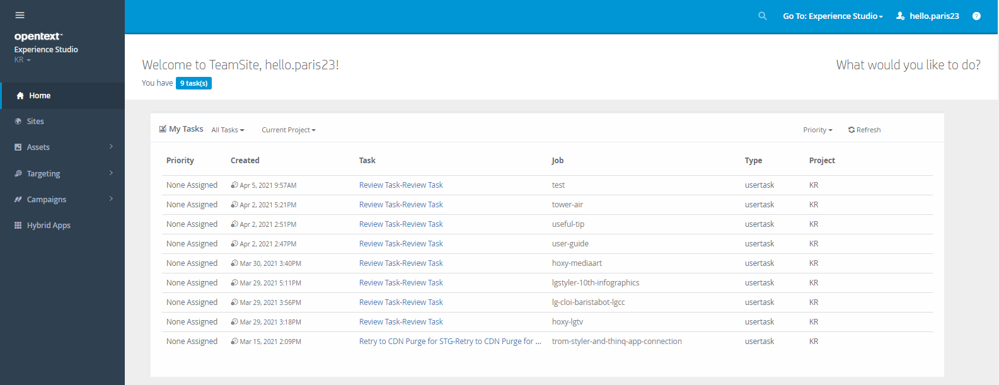 opentext™
Experience Studio
KR
Home
Sites
Assets
Targeting
Campaigns
Hybrid Apps
Go To: Experience Studio
hello.paris23
?
Welcome to TeamSite, hello.paris23!
What would you like to do?
You have 9 task(s)
My Tasks All Tasks Current Project Priority Refresh
Priority Created Task Job Type Project
None Assigned Apr 5, 2021 9:57AM Review Task-Review Task test usertask KR
None Assigned Apr 2, 2021 5:21PM Review Task-Review Task tower-air usertask KR
None Assigned Apr 2, 2021 2:51PM Review Task-Review Task useful-tip usertask KR
None Assigned Apr 2, 2021 2:47PM Review Task-Review Task user-guide usertask KR
None Assigned Mar 30, 2021 3:40PM Review Task-Review Task hoxy-mediaart usertask KR
None Assigned Mar 29, 2021 5:11PM Review Task-Review Task lgstyler-10th-infographics usertask KR
None Assigned Mar 29, 2021 3:56PM Review Task-Review Task lg-cloi-baristabot-lgcc usertask KR
None Assigned Mar 29, 2021 3:18PM Review Task-Review Task hoxy-lgtv usertask KR
None Assigned Mar 15, 2021 2:09PM Retry to CDN Purge for STG-Retry to CDN Purge for ... trom-styler-and-thinq-app-connection usertask KR